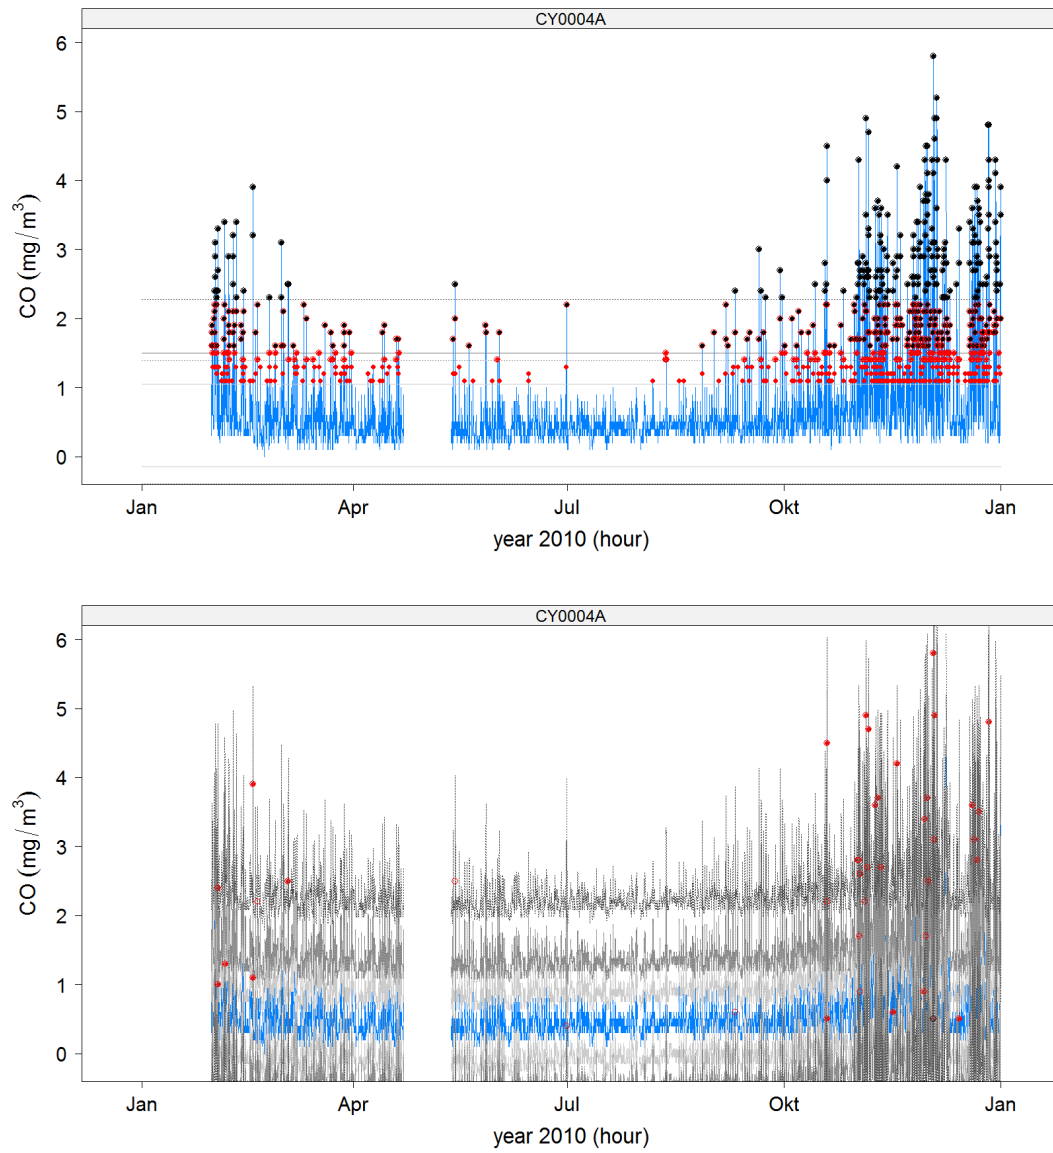 CY0004A
6
5
4
3
2
1
0
CO (mg/m³)
Jan
Apr
Jul
Okt
Jan
year 2010 (hour)
CY0004A
6
5
4
3
2
1
0
CO (mg/m³)
Jan
Apr
Jul
Okt
Jan
year 2010 (hour)